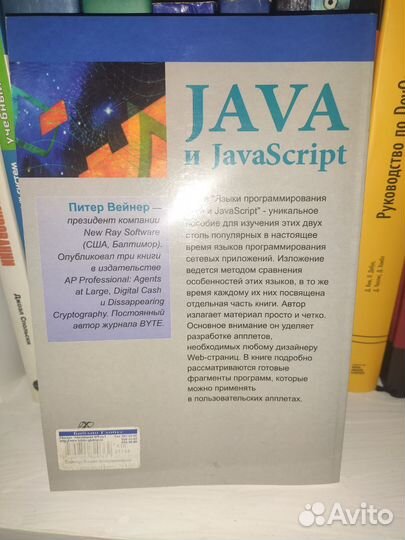 JAVA
и JavaScript
Питер Вейнер —
президент компании
New Ray Software
(США, Балтимор).
Опубликовал три книги
в издательстве
AP Professional: Agents
at Large, Digital Cash
и Dissappearing
Cryptography. Постоянный
автор журнала BYTE.
"Языки программирования
и JavaScript" - уникальное
пособие для изучения этих двух
столь популярных в настоящее
время языков программирования
сетевых приложений. Изложение
ведется методом сравнения
особенностей этих языков, в то же
время каждому их них посвящена
отдельная часть книги. Автор
излагает материал просто и четко.
Основное внимание он уделяет
разработке апплетов,
необходимых любому дизайнеру
Web-страниц. В книге подробно
рассматриваются готовые
фрагменты программ, которые
можно применять
в пользовательских апплетах.
Джоэл Спольски
Руководство по DevO
Avito